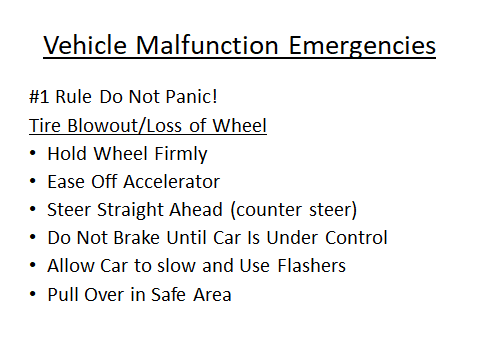 Vehicle Malfunction Emergencies
#1 Rule Do Not Panic!
Tire Blowout/Loss of Wheel
• Hold Wheel Firmly
• Ease Off Accelerator
• Steer Straight Ahead (counter steer)
• Do Not Brake Until Car Is Under Control
• Allow Car to slow and Use Flashers
• Pull Over in Safe Area